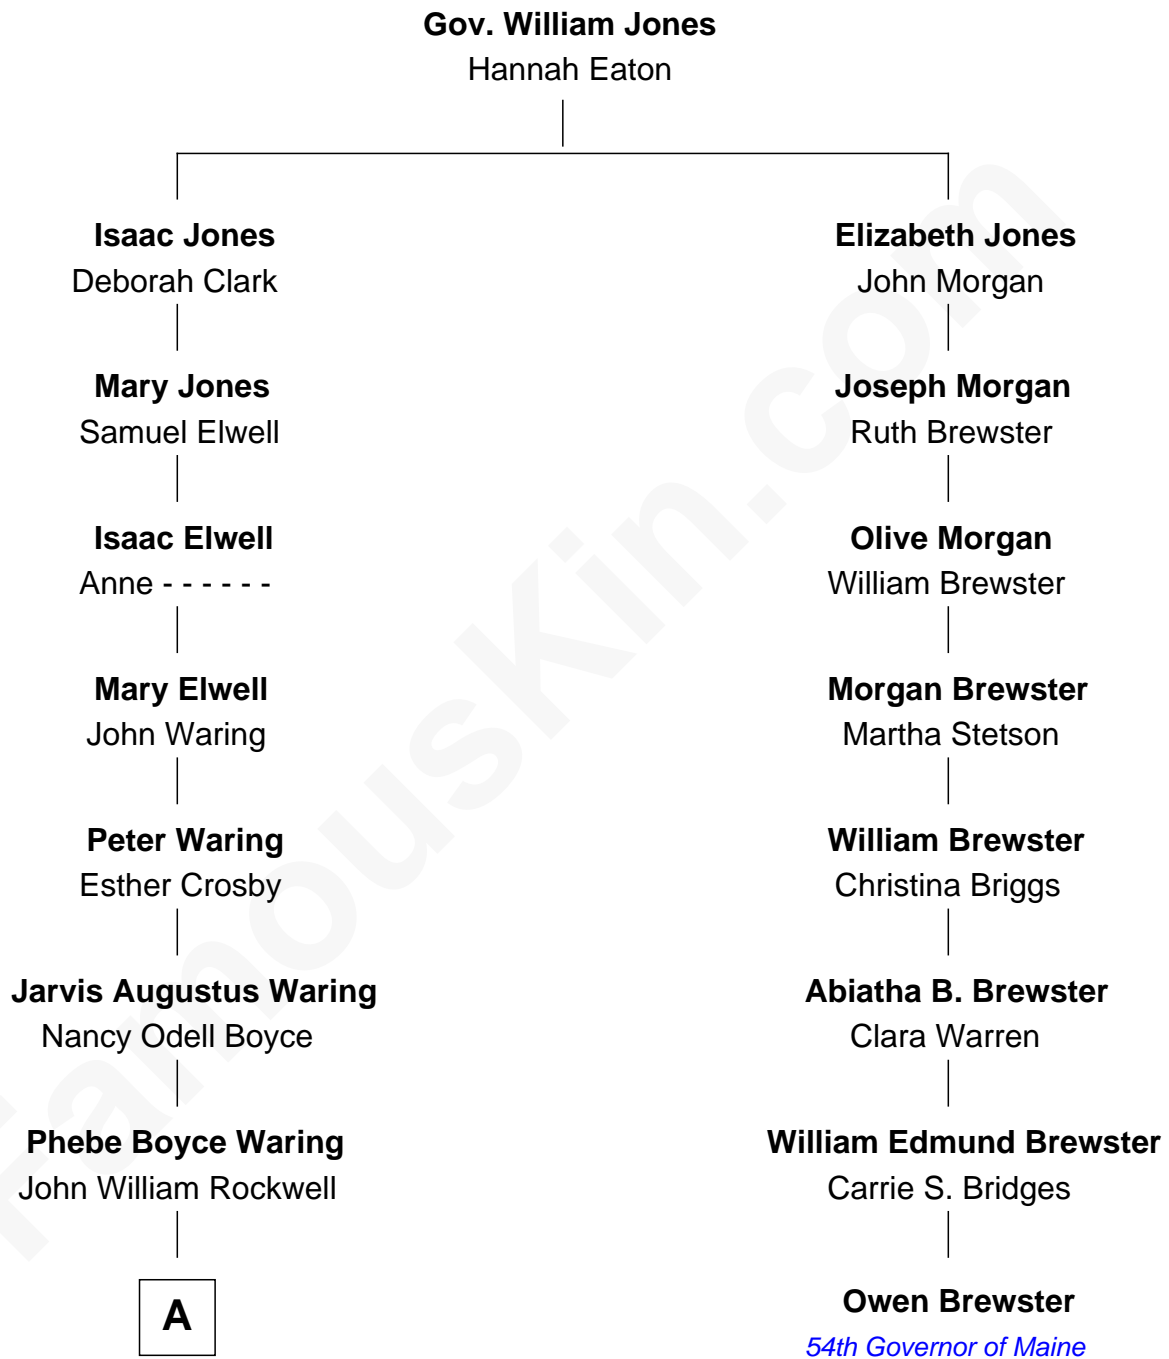 Gov. William Jones
Hannah Eaton
Isaac Jones
Deborah Clark
Elizabeth Jones
John Morgan
Mary Jones
Samuel Elwell
Joseph Morgan
Ruth Brewster
Isaac Elwell
Anne - - - - - -
Olive Morgan
William Brewster
Mary Elwell
John Waring
Morgan Brewster
Martha Stetson
Peter Waring
Esther Crosby
William Brewster
Christina Briggs
Jarvis Augustus Waring
Nancy Odell Boyce
Abiatha B. Brewster
Clara Warren
Phebe Boyce Waring
John William Rockwell
William Edmund Brewster
Carrie S. Bridges
A
Owen Brewster
54th Governor of Maine
FamousKin.com